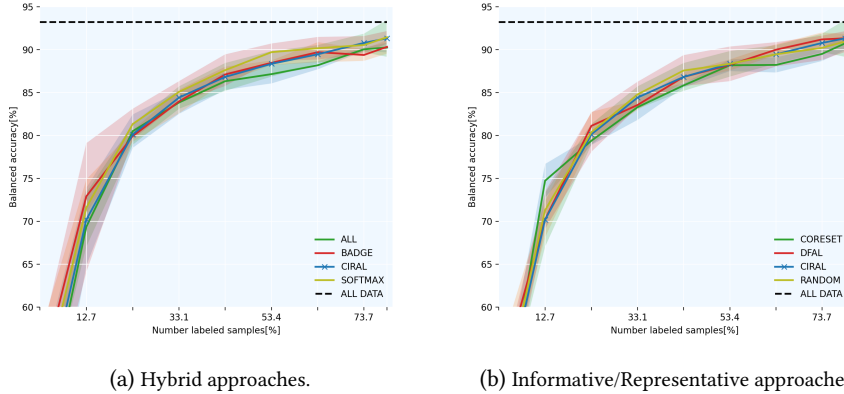 95
90
85
80
75
70
65
60
Balanced accuracy[%]
12.7
33.1
53.4
73.7
Number labeled samples[%]
ALL
BADGE
CIRAL
SOFTMAX
ALL DATA
(a) Hybrid approaches.
95
90
85
80
75
70
65
60
Balanced accuracy[%]
12.7
33.1
53.4
73.7
Number labeled samples[%]
CORESET
DFAL
CIRAL
RANDOM
ALL DATA
(b) Informative/Representative approache